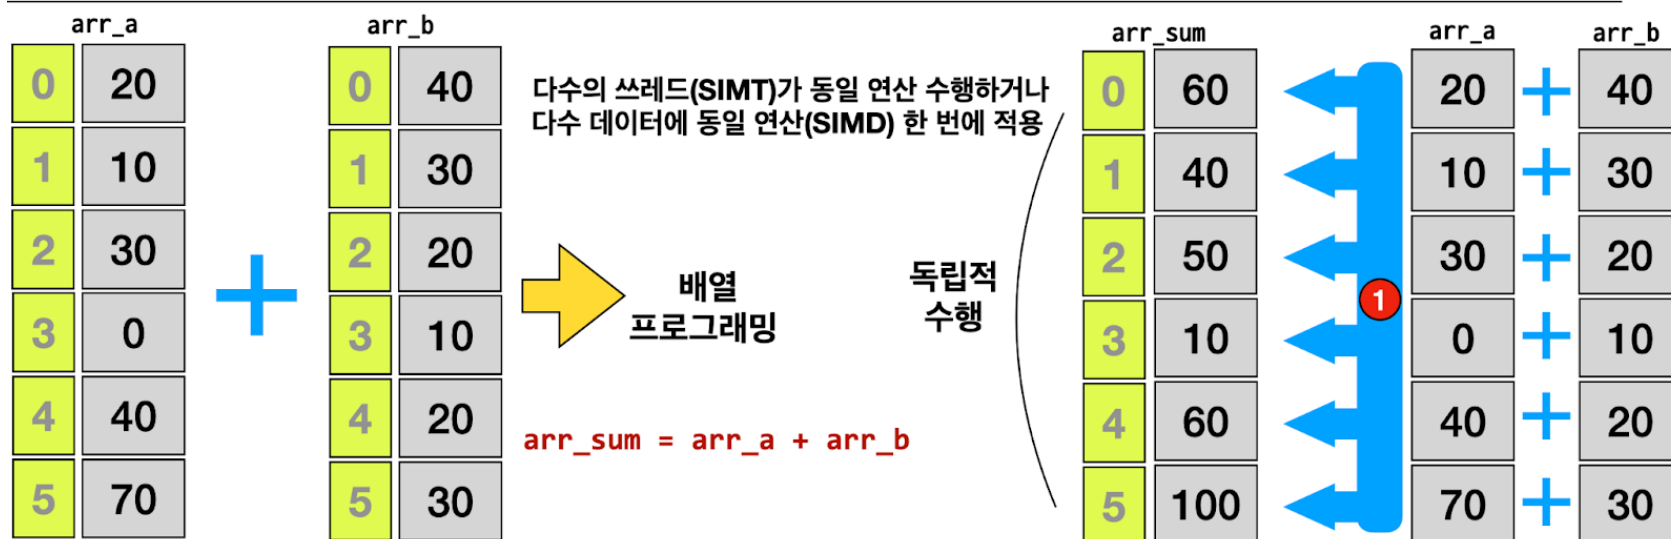 arr_a
0 20
1 10
2 30
3 0
4 40
5 70
+
arr_b
0 40
1 30
2 20
3 10
4 20
5 30
다수의 쓰레드(SIMT)가 동일 연산 수행하거나
다수 데이터에 동일 연산(SIMD) 한 번에 적용
배열
프로그래밍
arr_sum = arr_a + arr_b
독립적
수행
arr_sum
0 60
1 40
2 50
3 10
4 60
5 100
1
arr_a arr_b
20 + 40
10 + 30
30 + 20
0 + 10
40 + 20
70 + 30